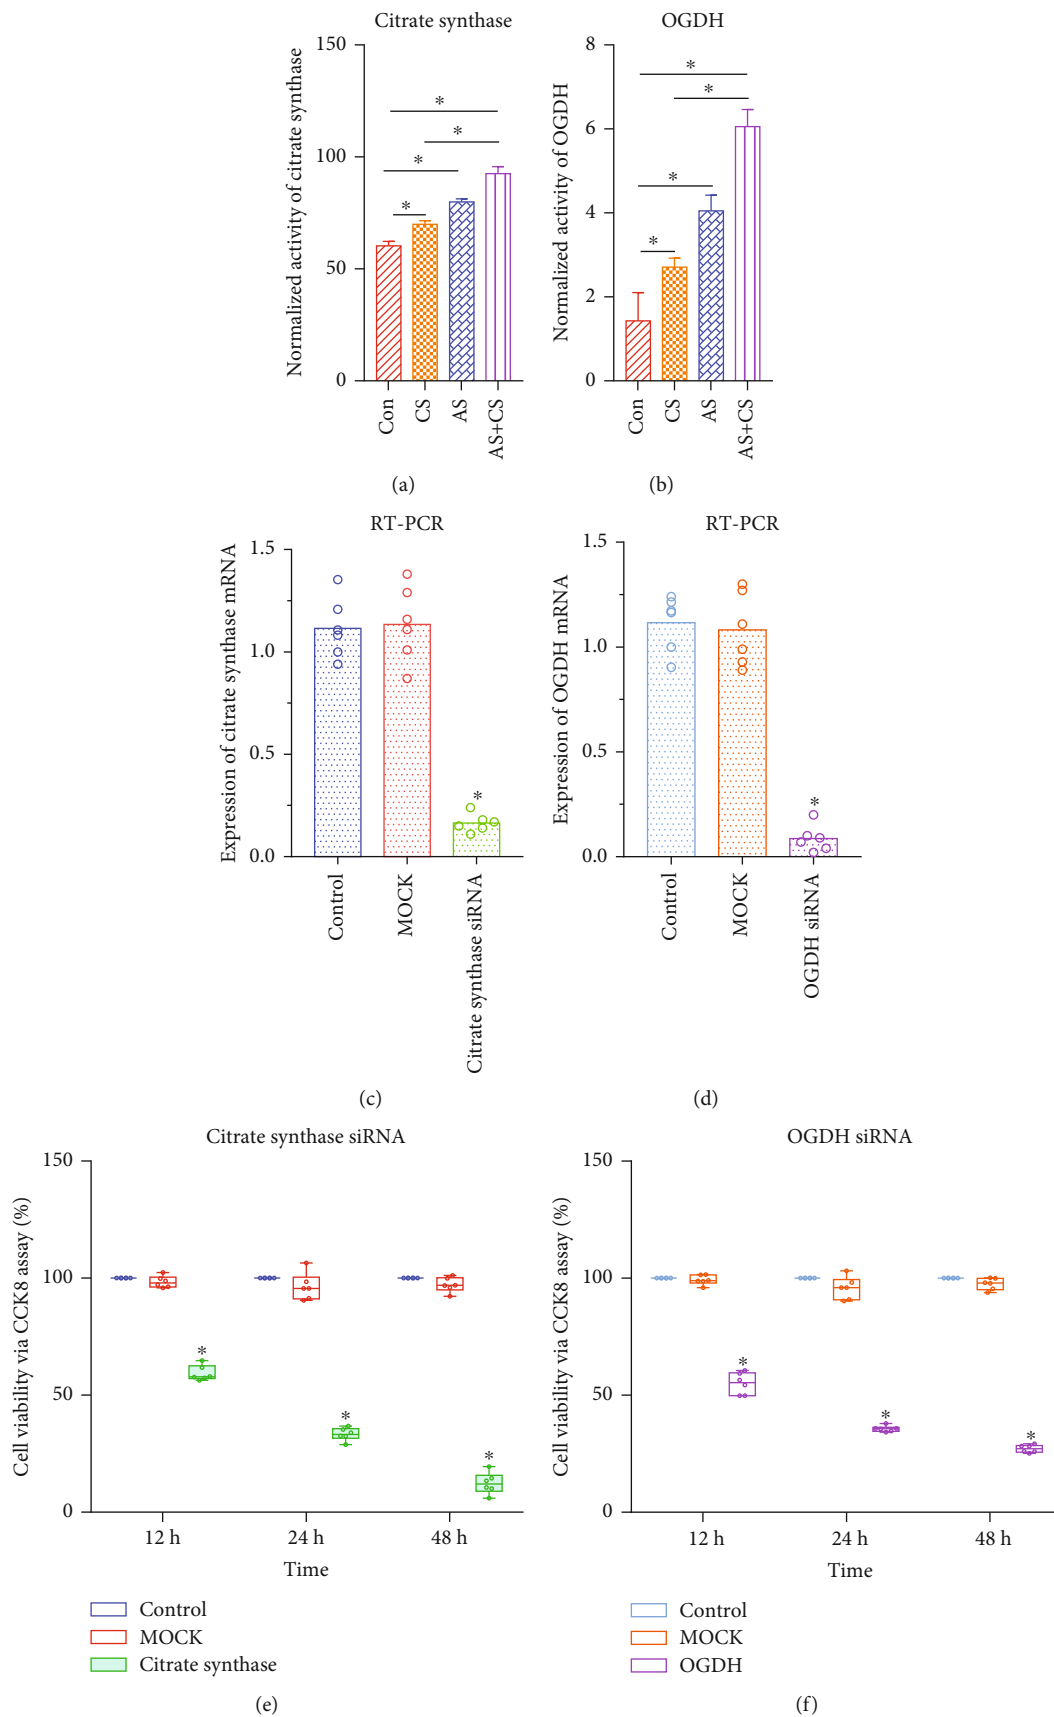 Citrate synthase
Normalized activity of citrate synthase
150
100
50
0
*
*
*
*
Con
CS
AS
AS+CS
(a)
OGDH
Normalized activity of OGDH
8
6
4
2
0
*
*
*
*
Con
CS
AS
AS+CS
(b)
RT-PCR
Expression of citrate synthase mRNA
1.5
1.0
0.5
0.0
*
Control
MOCK
Citrate synthase siRNA
(c)
RT-PCR
Expression of OGDH mRNA
1.5
1.0
0.5
0.0
*
Control
MOCK
OGDH siRNA
(d)
Citrate synthase siRNA
Cell viability via CCK8 assay (%)
150
100
50
0
*
*
*
12 h
24 h
48 h
Time
Control
MOCK
Citrate synthase
(e)
OGDH siRNA
Cell viability via CCK8 assay (%)
150
100
50
0
*
*
*
12 h
24 h
48 h
Time
Control
MOCK
OGDH
(f)